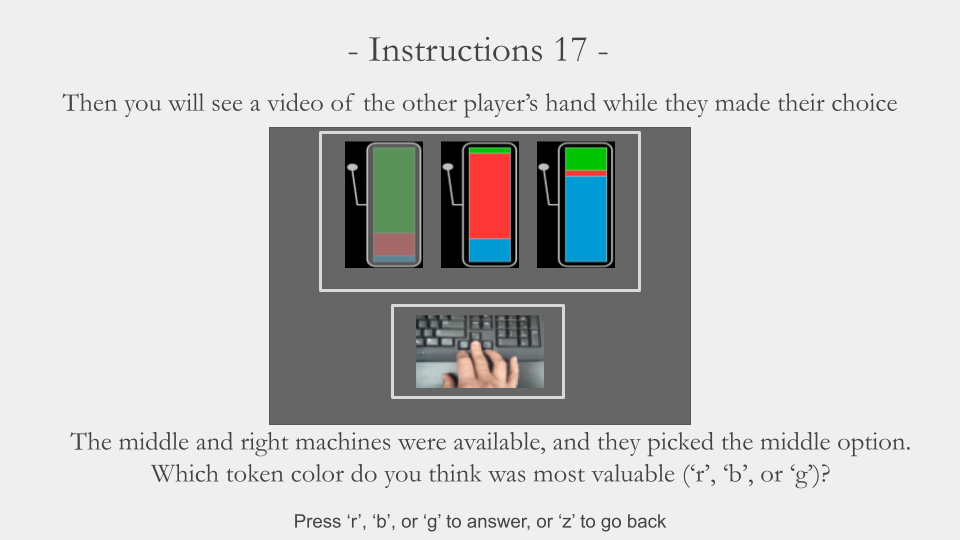 - Instructions 17 -
Then you will see a video of the other player’s hand while they made their choice
The middle and right machines were available, and they picked the middle option.
Which token color do you think was most valuable (‘r’, ‘b’, or ‘g’)?
Press ‘r’, ‘b’, or ‘g’ to answer, or ‘z’ to go back